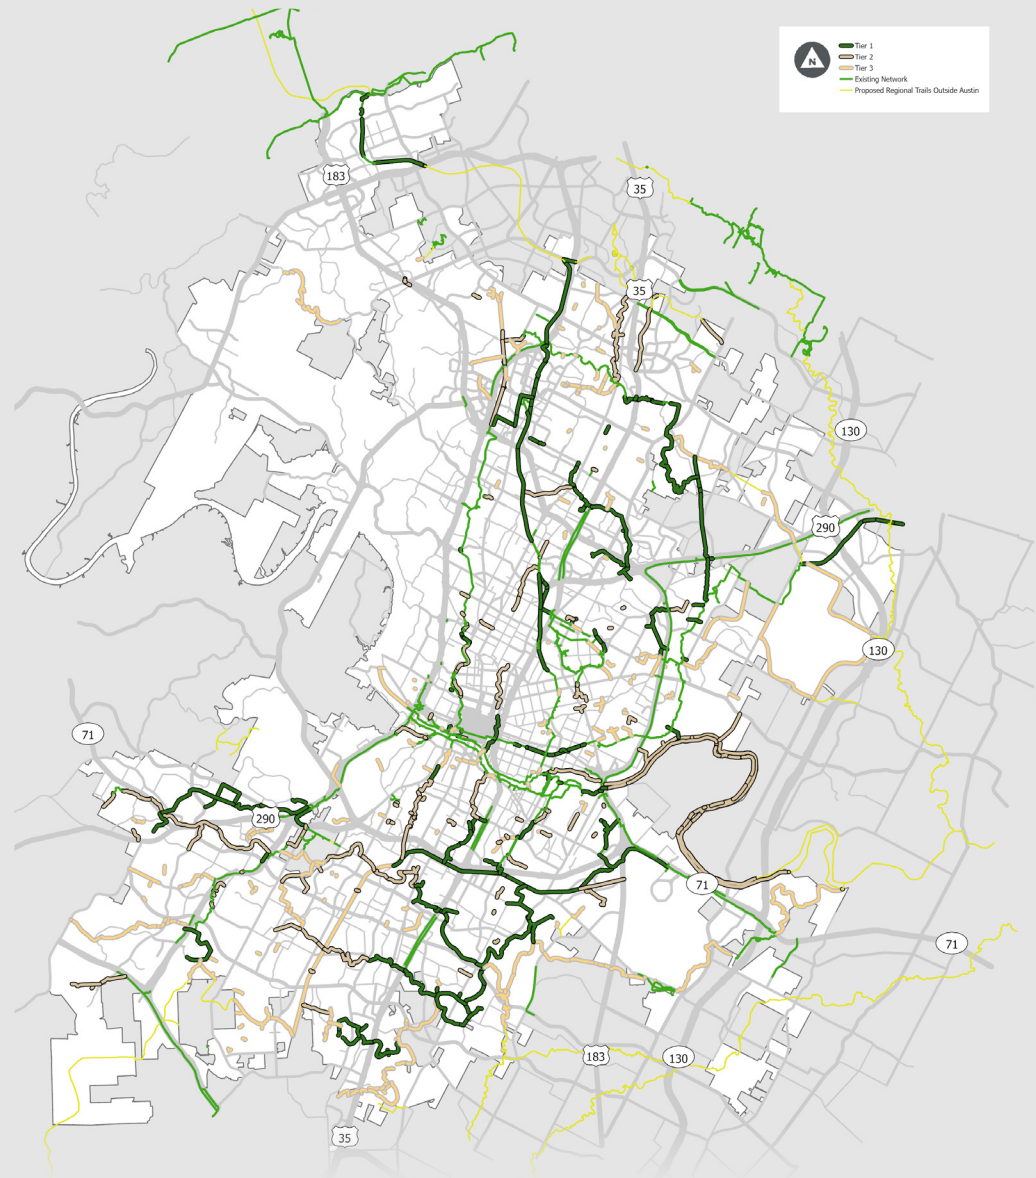 N
Tier 1
Tier 2
Tier 3
Existing Network
Proposed Regional Trails Outside Austin
183
35
35
130
290
130
71
290
71
71
183
130
35